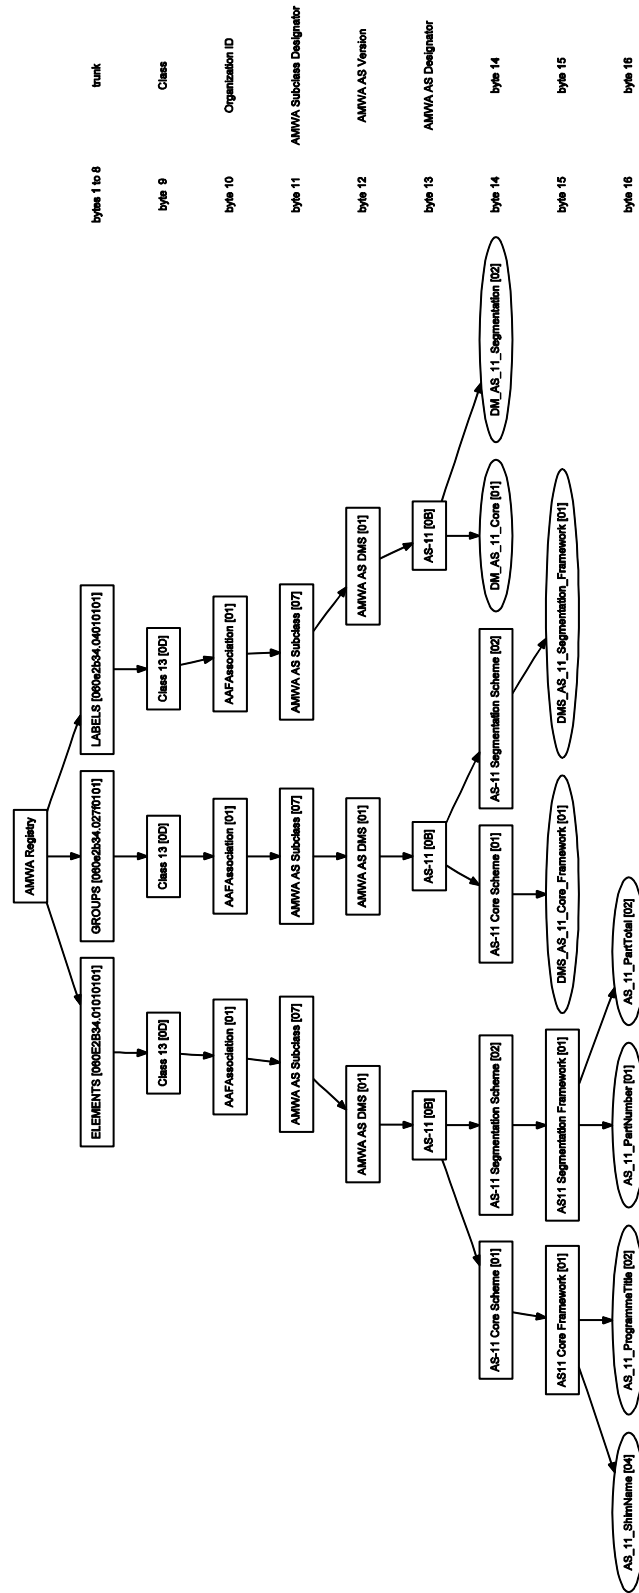 AMWA Registry
ELEMENTS [060E2B34.01010101]
GROUPS [060e2b34.027f0101]
LABELS [060e2b34.04010101]
bytes 1 to 8
trunk
Class 13 [0D]
Class 13 [0D]
Class 13 [0D]
byte 9
Class
AAFAssociation [01]
AAFAssociation [01]
AAFAssociation [01]
byte 10
Organization ID
AMWA AS Subclass [07]
AMWA AS Subclass [07]
AMWA AS Subclass [07]
byte 11
AMWA Subclass Designator
AMWA AS DMS [01]
AMWA AS DMS [01]
AMWA AS DMS [01]
byte 12
AMWA AS Version
AS-11 [0B]
AS-11 [0B]
AS-11 [0B]
byte 13
AMWA AS Designator
AS-11 Core Scheme [01]
AS-11 Segmentation Scheme [02]
AS-11 Core Scheme [01]
AS-11 Segmentation Scheme [02]
DM_AS_11_Core [01]
DM_AS_11_Segmentation [02]
byte 14
byte 14
AS11 Core Framework [01]
AS11 Segmentation Framework [01]
DMS_AS_11_Core_Framework [01]
DMS_AS_11_Segmentation_Framework [01]
byte 15
byte 15
AS_11_ShimName [04]
AS_11_ProgrammeTitle [02]
AS_11_PartNumber [01]
AS_11_PartTotal [02]
byte 16
byte 16